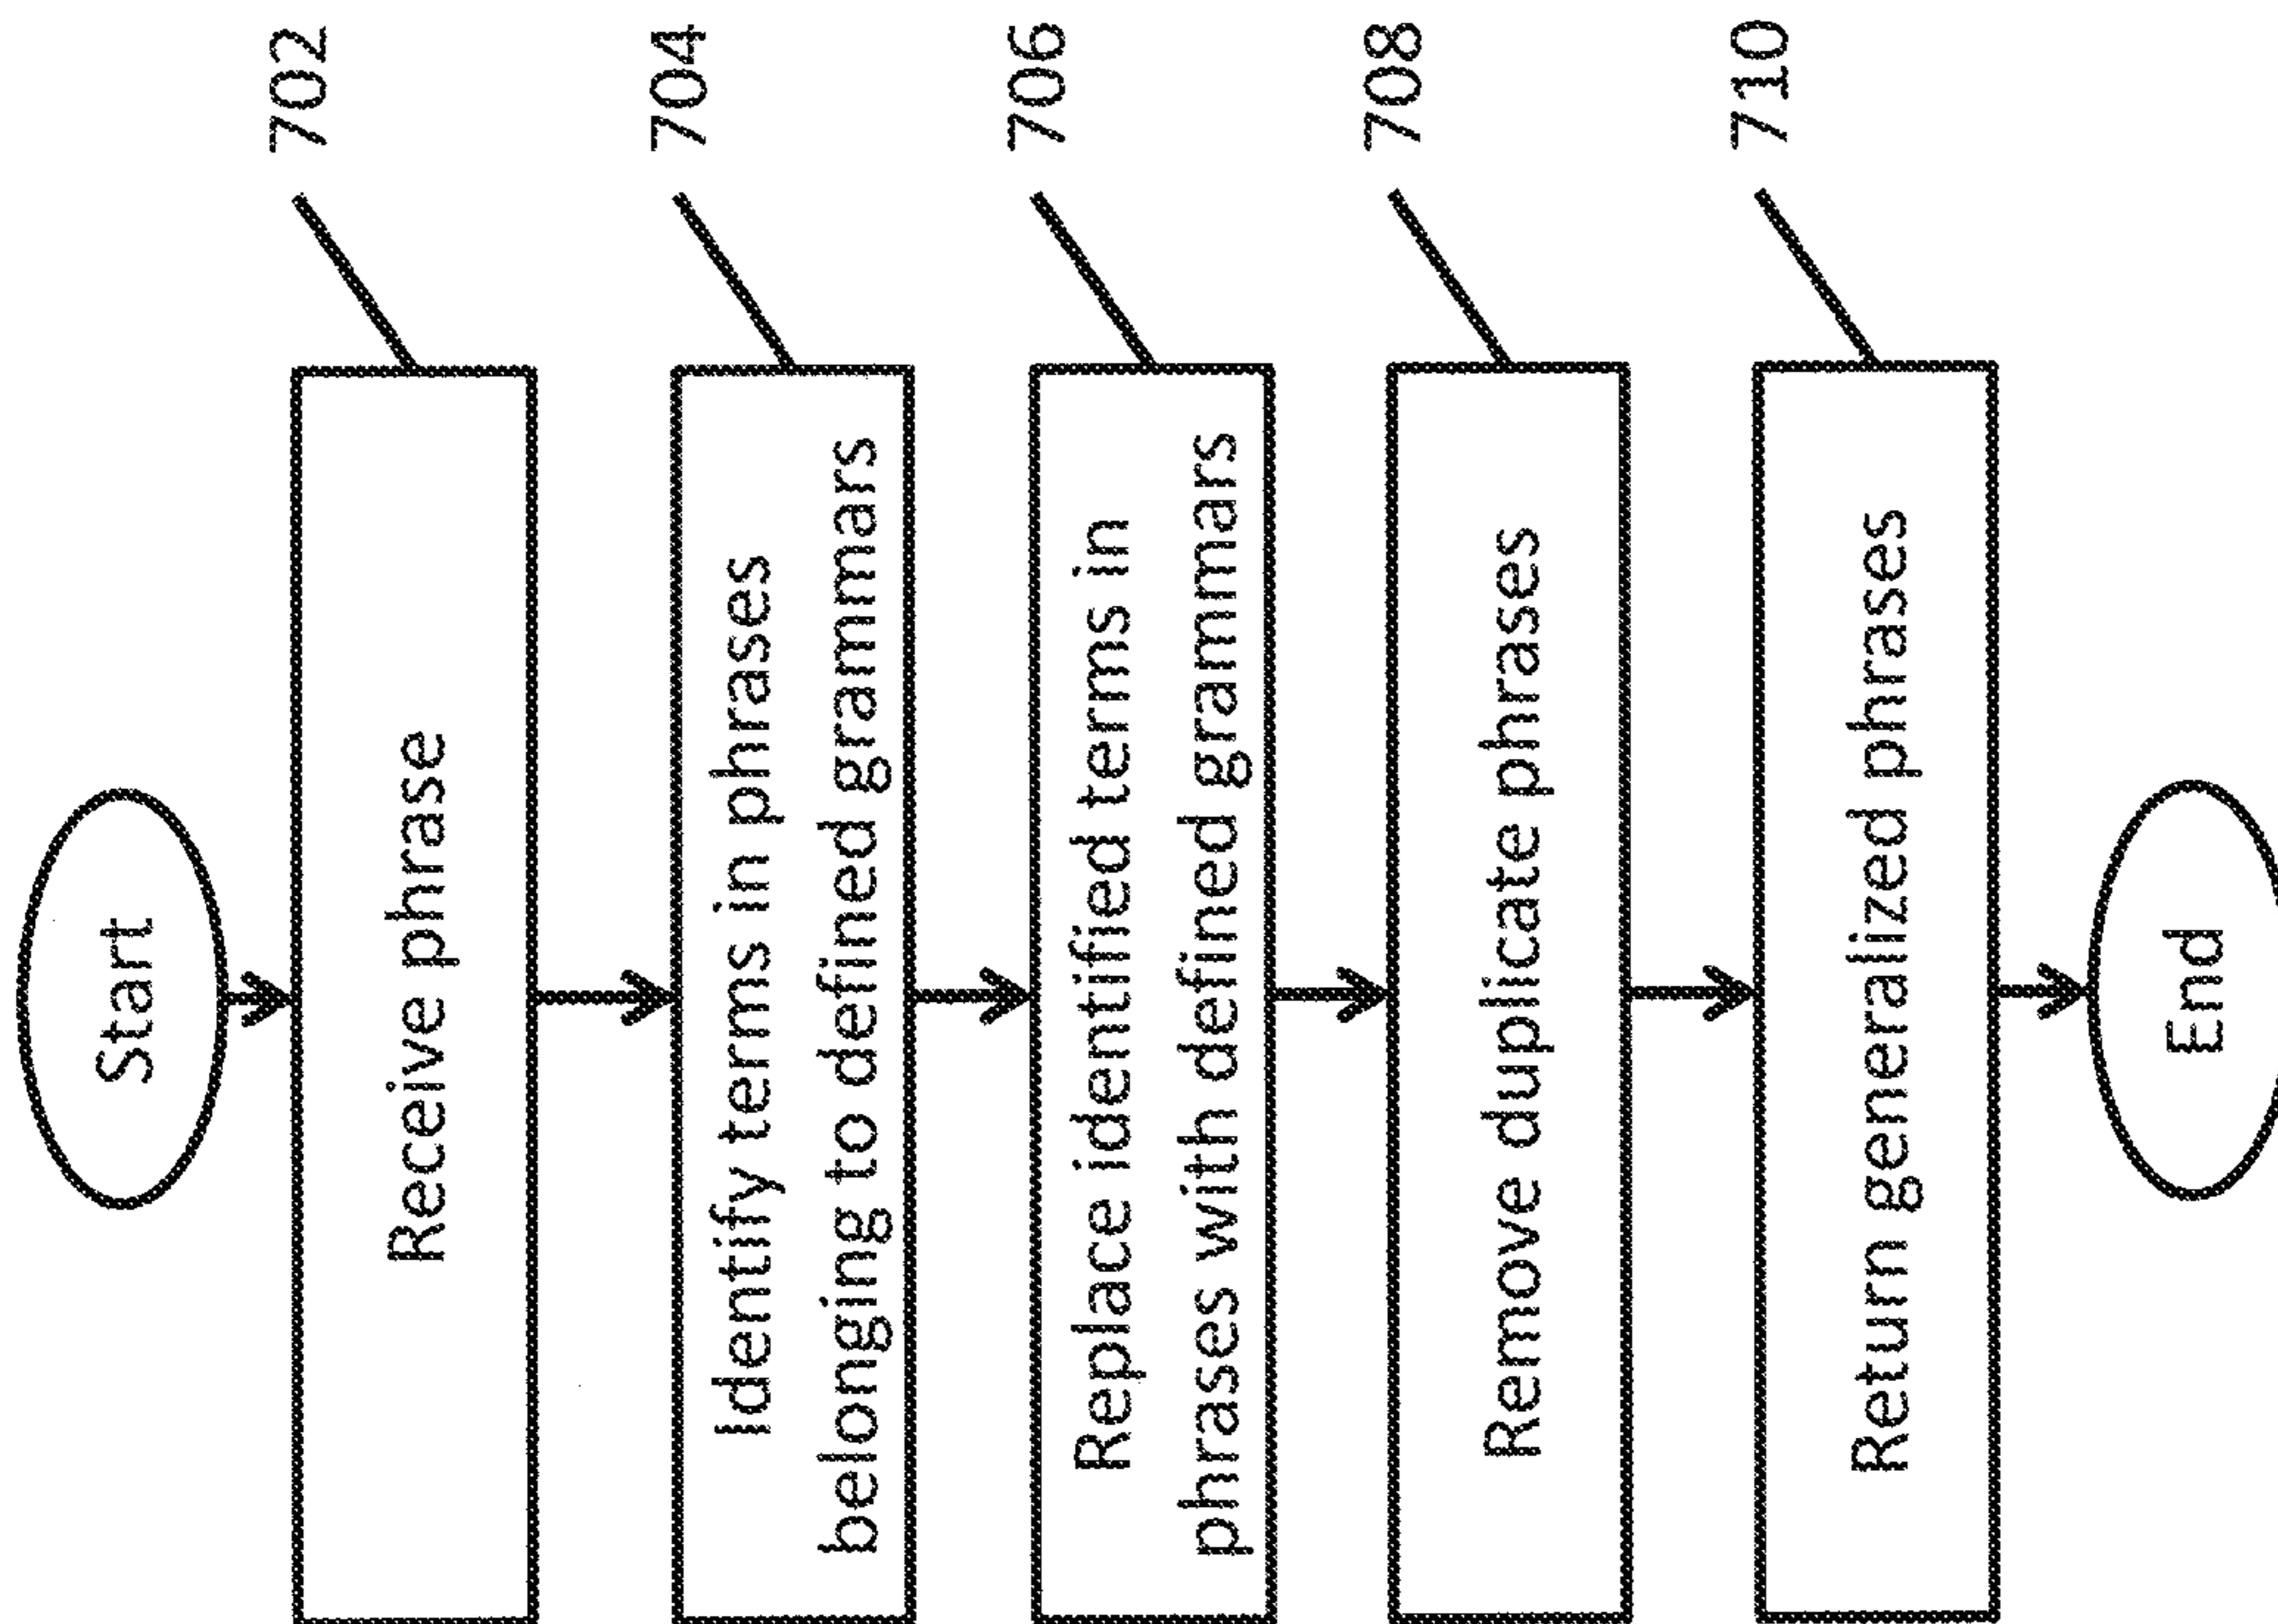 Start
Receive phrase
702
Identify terms in phrases
belonging to defined grammars
704
Replace identified terms in
phrases with defined grammars
706
Remove duplicate phrases
708
Return generalized phrases
710
End